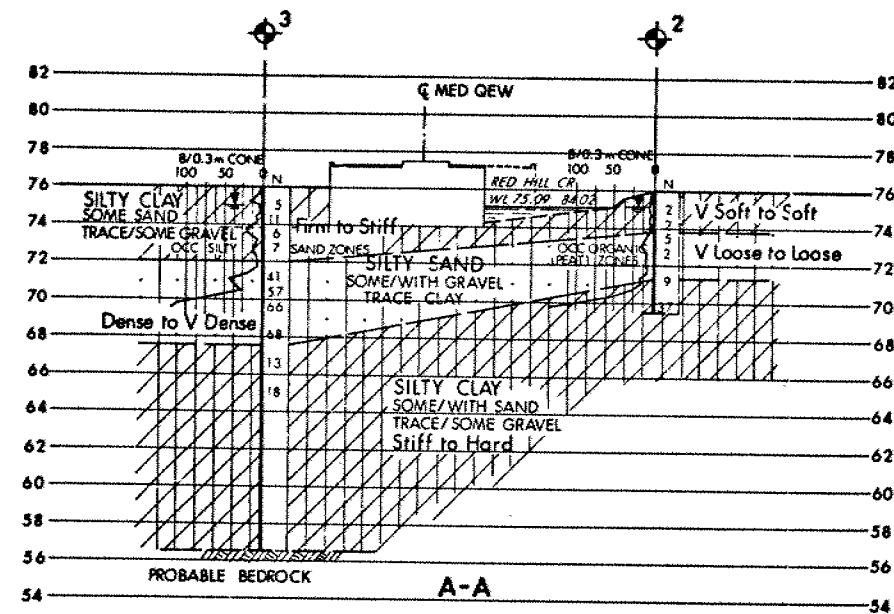 3
2
82
82
℄ MED QEW
80
80
78
78
B/0.3m CONE
100 50 0 N
B/0.3m CONE
100 50 0 N
76
76
RED HILL CR
WL 75.09 84 02
SILTY CLAY
SOME SAND
TRACE/SOME GRAVEL
OCC SILTY SAND ZONES
5
11
6
7
41
57
66
68
13
18
Firm to Stiff
2
2
5
2
9
37
V Soft to Soft
V Loose to Loose
74
74
72
72
SILTY SAND
SOME/WITH GRAVEL
TRACE CLAY
OCC ORGANIC
(PEAT) ZONES
70
70
Dense to V Dense
68
68
66
66
SILTY CLAY
SOME/WITH SAND
TRACE/SOME GRAVEL
Stiff to Hard
64
64
62
62
60
60
58
58
56
56
PROBABLE BEDROCK
A-A
54
54